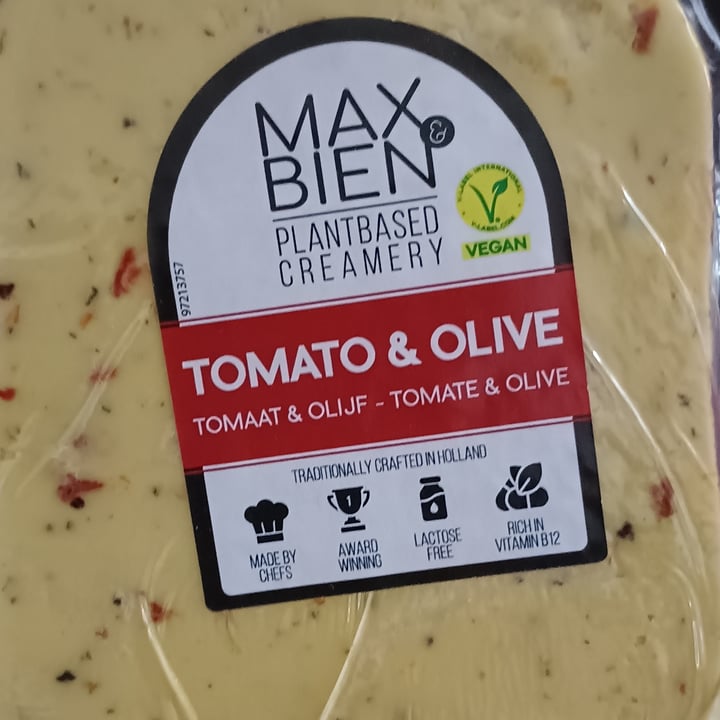 MAX
&
BIEN
PLANTBASED
CREAMERY
V-LABEL INTERNATIONAL
V-LABEL.COM
VEGAN
97213757
TOMATO & OLIVE
TOMAAT & OLIJF - TOMATE & OLIVE
TRADITIONALLY CRAFTED IN HOLLAND
1
MADE BY
CHEFS
AWARD
WINNING
LACTOSE
FREE
RICH IN
VITAMIN B12